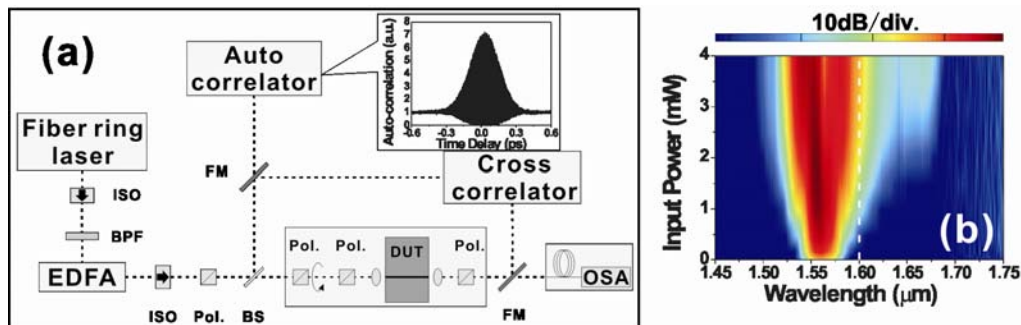 (a)
Auto
correlator
Auto-correlation (a.u.)
8
7
6
5
4
3
2
1
0
-0.6 -0.3 0.0 0.3 0.6
Time Delay (ps)
Fiber ring
laser
FM
Cross
correlator
ISO
BPF
Pol. Pol. DUT Pol.
EDFA
OSA
ISO Pol. BS
FM
10dB/div.
Input Power (mW)
4
3
2
1
0
(b)
1.45 1.50 1.55 1.60 1.65 1.70 1.75
Wavelength (μm)